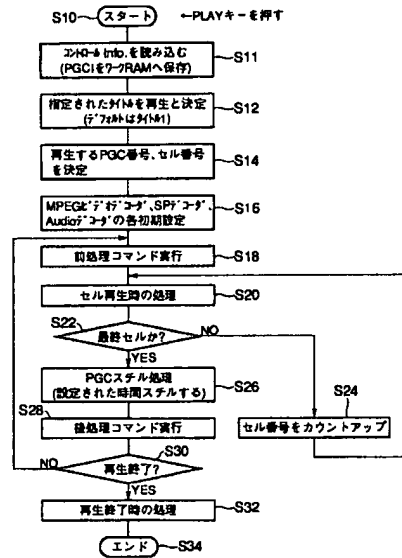 S10 スタート ←PLAYキーを押す
コントロールInfo.を読み込む
(PGCIをワークRAMへ保存)
S11
指定されたタイトルを再生と決定
(デフォルトはタイトル1)
S12
再生するPGC番号、セル番号
を決定
S14
MPEGビデオデコーダ、SPデコーダ、
Audioデコーダの各初期設定
S16
前処理コマンド実行
S18
セル再生時の処理
S20
S22
最終セルか?
NO
YES
PGCスチル処理
(設定された時間スチルする)
S26
S24
セル番号をカウントアップ
S28
後処理コマンド実行
S30
NO
再生終了?
YES
再生終了時の処理
S32
エンド
S34